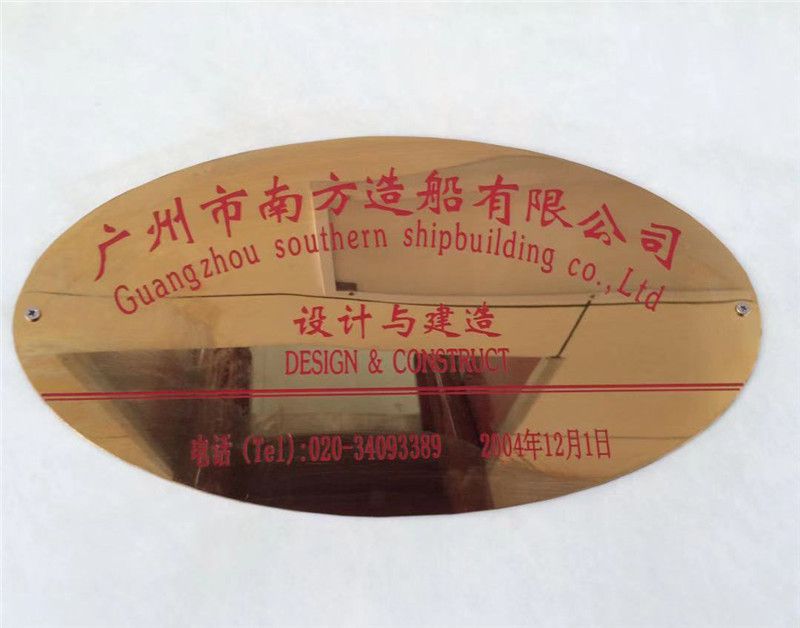 广州市南方造船有限公司
Guangzhou southern shipbuilding co.,Ltd
设计与建造
DESIGN & CONSTRUCT
电话(Tel):020-34093389 2004年12月1日